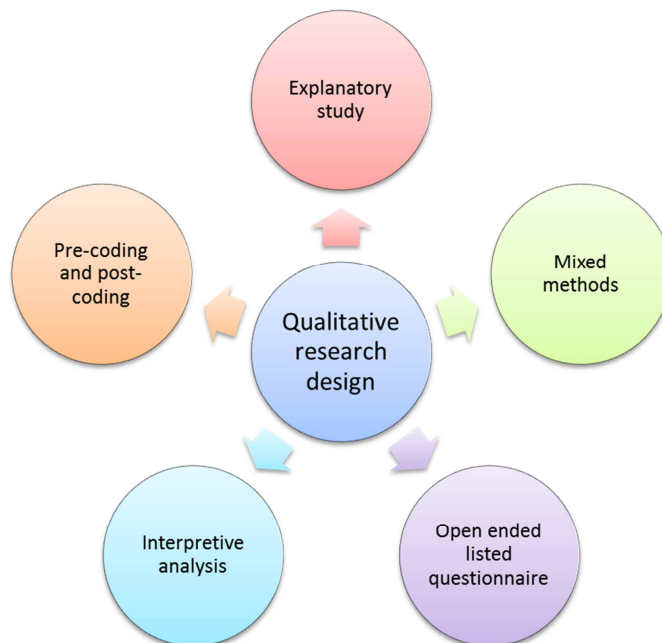 Explanatory
study
Pre-coding
and post-
coding
Mixed
methods
Qualitative
research
design
Interpretive
analysis
Open ended
listed
questionnaire